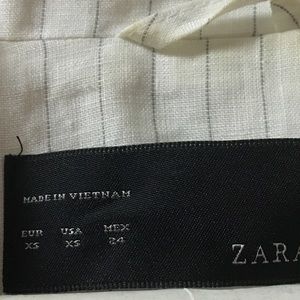 MADE IN VIETNAM
EUR USA MEX
XS XS 24
ZARA